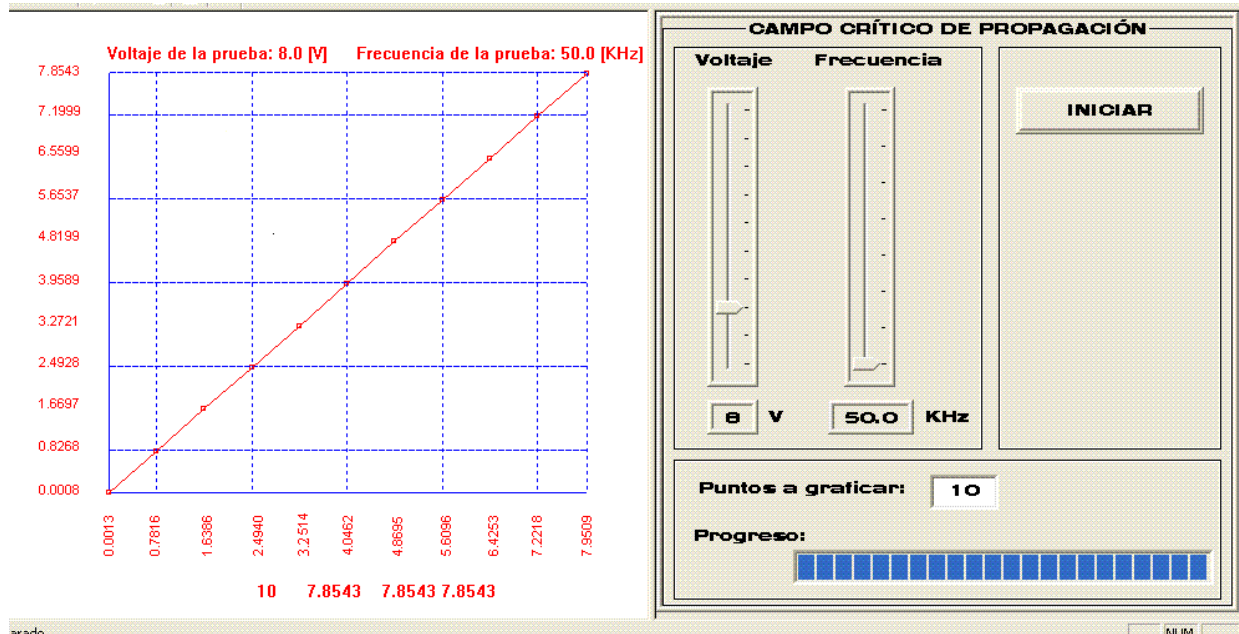 Voltaje de la prueba: 8.0 [V] Frecuencia de la prueba: 50.0 [KHz]
7.8543
7.1999
6.5599
5.6537
4.8199
3.9589
3.2721
2.4928
1.6697
0.8268
0.0008
0.0013
0.7816
1.6386
2.4940
3.2514
4.0462
4.8695
5.6096
6.4253
7.2218
7.9509
10 7.8543 7.8543 7.8543
CAMPO CRÍTICO DE PROPAGACIÓN
Voltaje Frecuencia
INICIAR
8 V 50.0 KHz
Puntos a graficar: 10
Progreso:
NUM